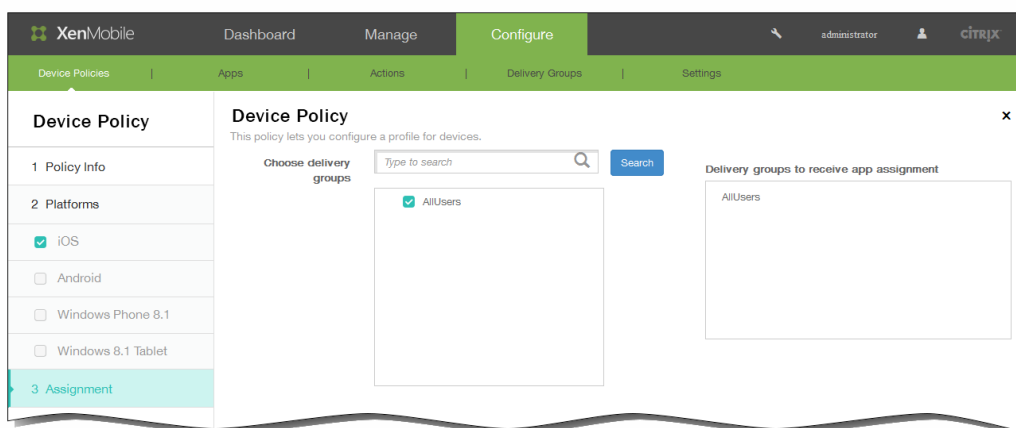 XenMobile Dashboard Manage Configure administrator CİTRIX
Device Policies | Apps | Actions | Delivery Groups | Settings
Device Policy
1 Policy Info
2 Platforms
iOS
Android
Windows Phone 8.1
Windows 8.1 Tablet
3 Assignment
Device Policy
x
This policy lets you configure a profile for devices.
Choose delivery
groups
Type to search
Search
AllUsers
Delivery groups to receive app assignment
AllUsers